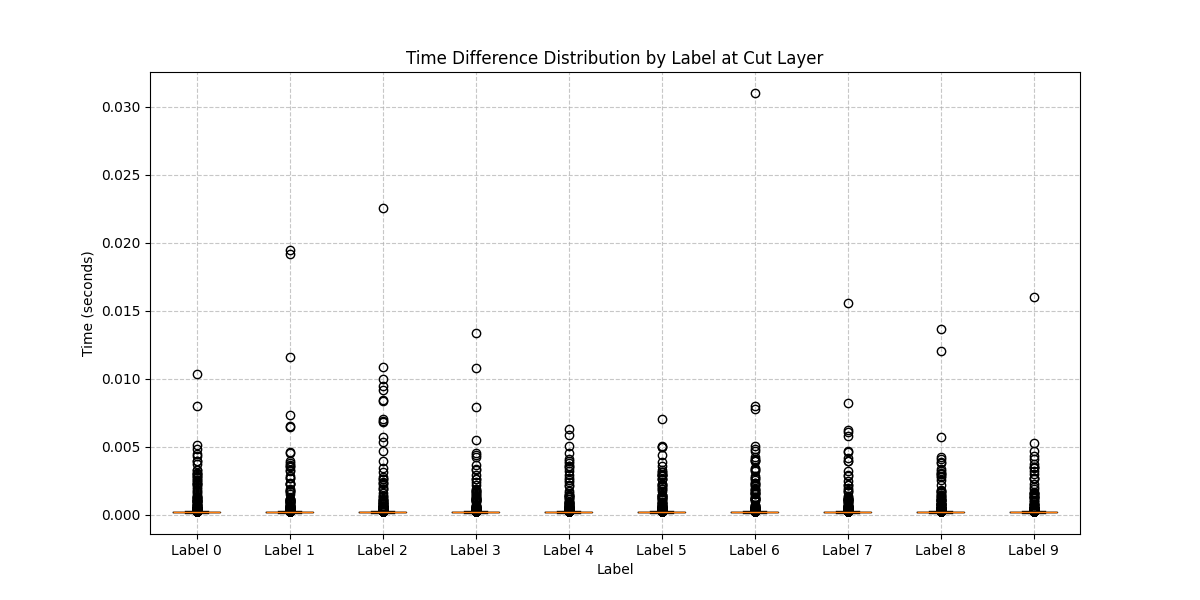 Time Difference Distribution by Label at Cut Layer
0.030
0.025
0.020
0.015
0.010
0.005
0.000
Time (seconds)
Label 0 Label 1 Label 2 Label 3 Label 4 Label 5 Label 6 Label 7 Label 8 Label 9
Label